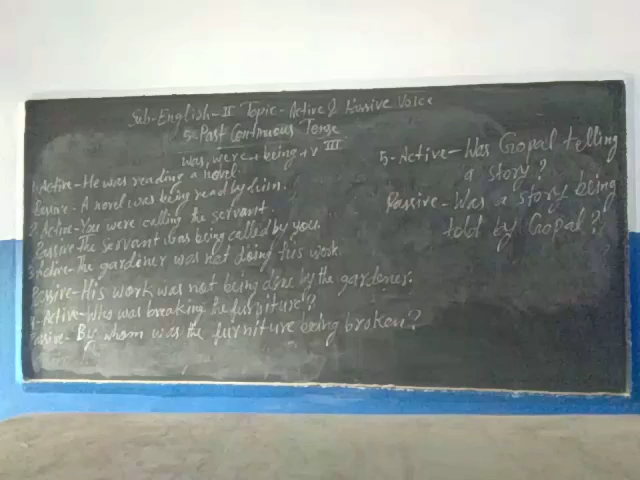 Sub-English-II Topic-Active & Passive Voice
5. Past Continuous Tense
was, were + being + V III
1. Active-He was reading a novel.
Passive- A novel was being read by him.
2. Active-You were calling the servant.
Passive-The servant was being called by you.
3. Active-The gardener was not doing his work.
Passive-His work was not being done by the gardener.
4-Active-Who was breaking the furniture?
Passive- By whom was the furniture being broken?
5-Active-Was Gopal telling
a story?
Passive-Was a story being
told by Gopal?